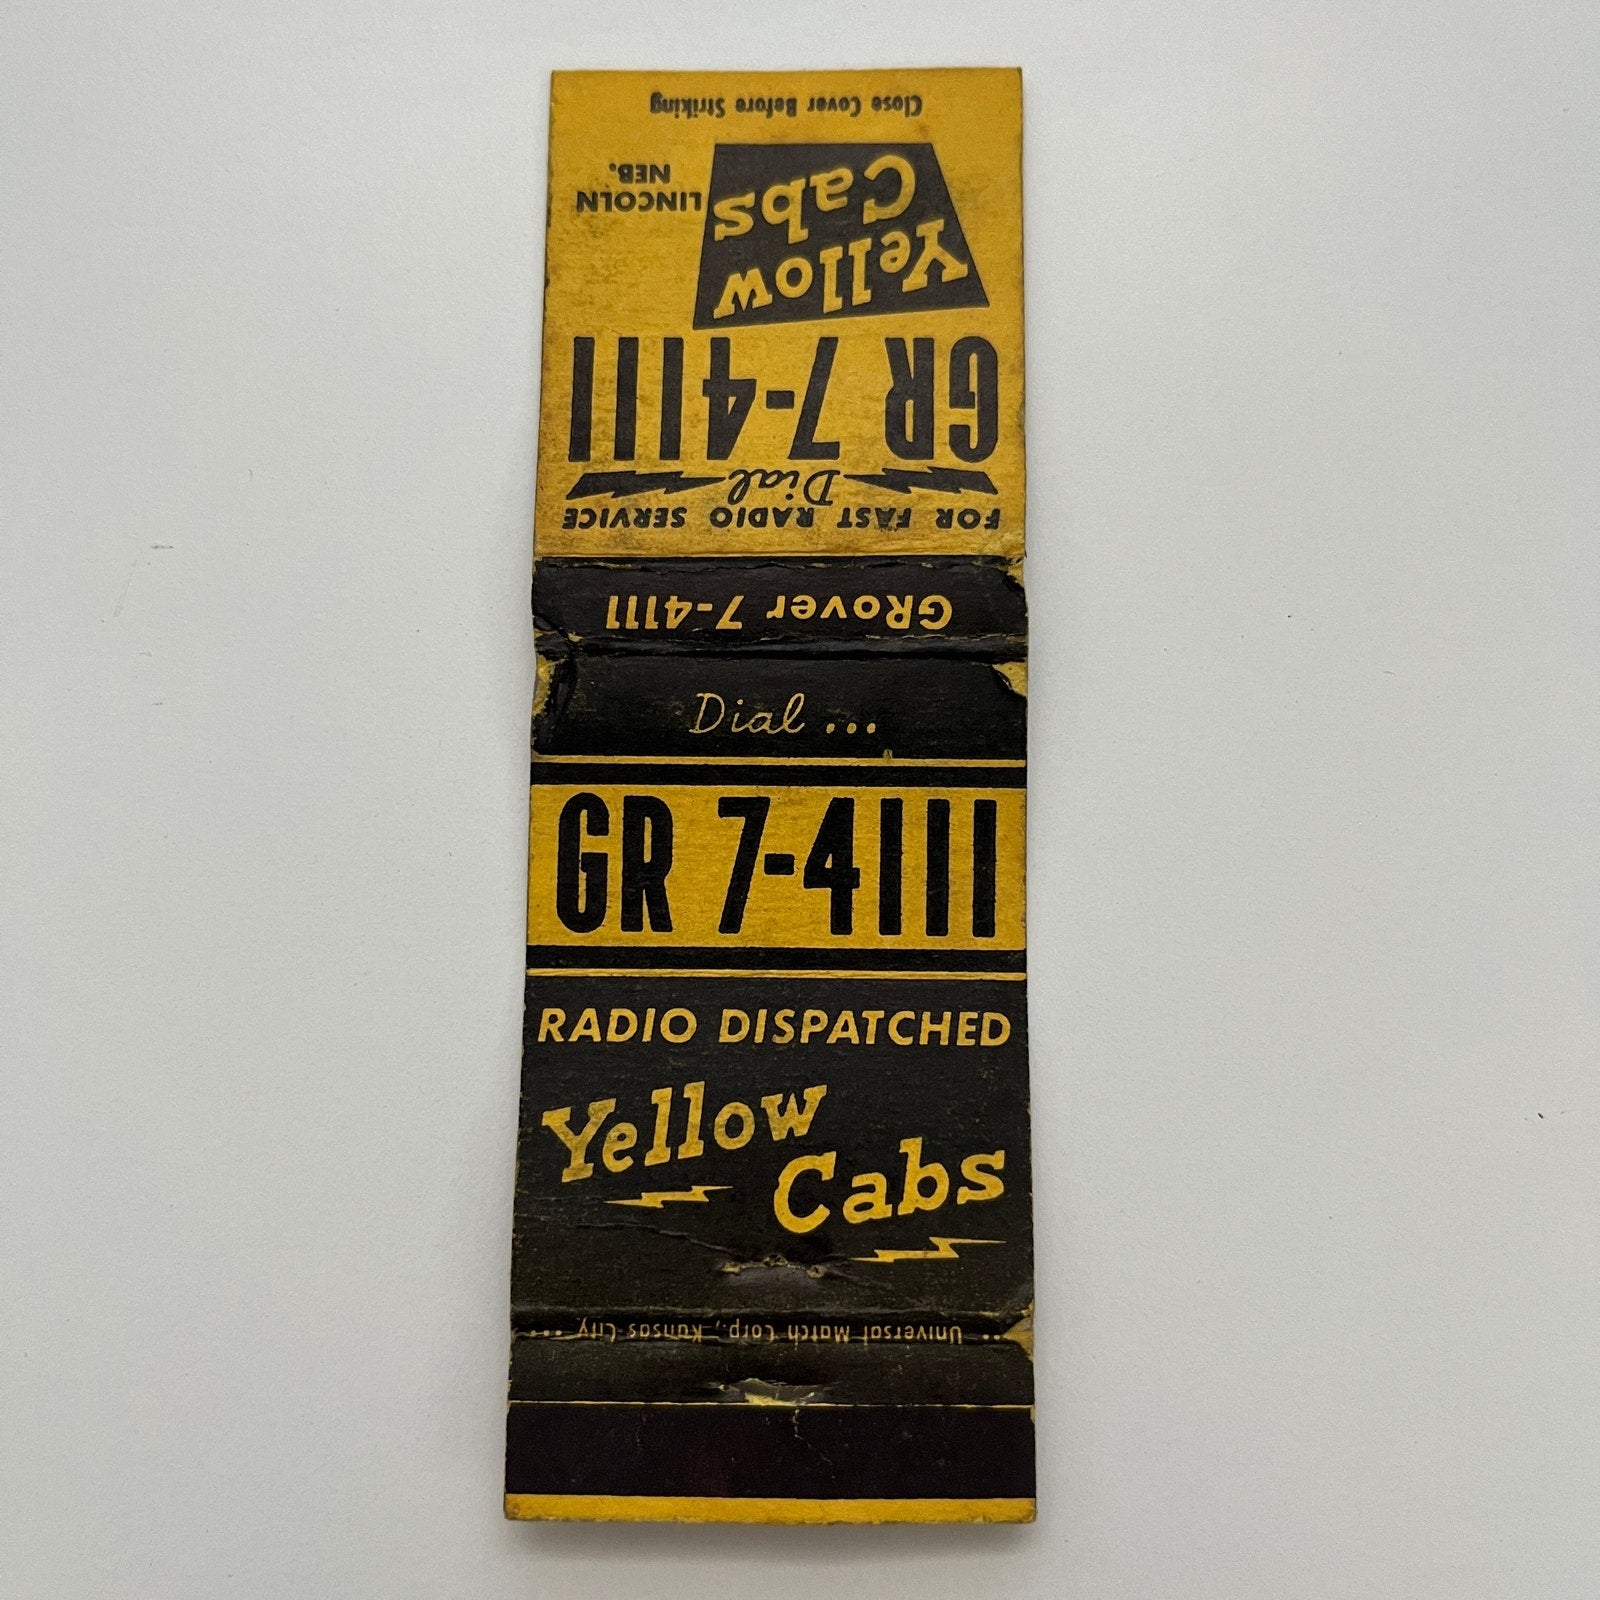 Close Cover Before Striking
LINCOLN
NEB.
Yellow
Cabs
GR 7-4111
Dial
FOR FAST RADIO SERVICE
GRover 7-4111
Dial ...
GR 7-4111
RADIO DISPATCHED
Yellow
Cabs
... Universal Match Corp., Kansas City ...